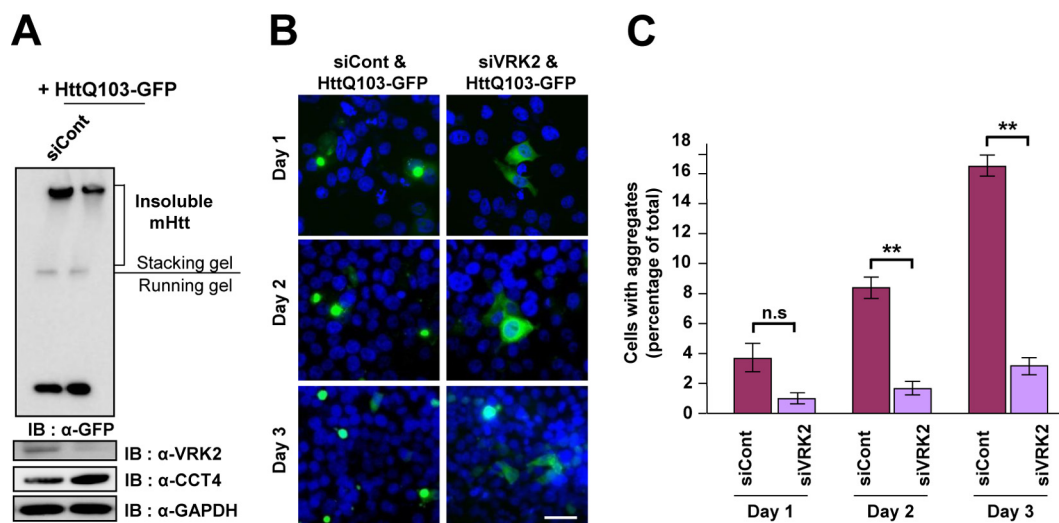 A
+ HttQ103-GFP
siCont
Insoluble
mHtt
Stacking gel
Running gel
IB : α-GFP
IB : α-VRK2
IB : α-CCT4
IB : α-GAPDH
B
siCont &
HttQ103-GFP
siVRK2 &
HttQ103-GFP
Day 1
Day 2
Day 3
C
Cells with aggregates
(percentage of total)
18
16
14
12
10
8
6
4
2
0
n.s
**
**
siCont
siVRK2
siCont
siVRK2
siCont
siVRK2
Day 1
Day 2
Day 3